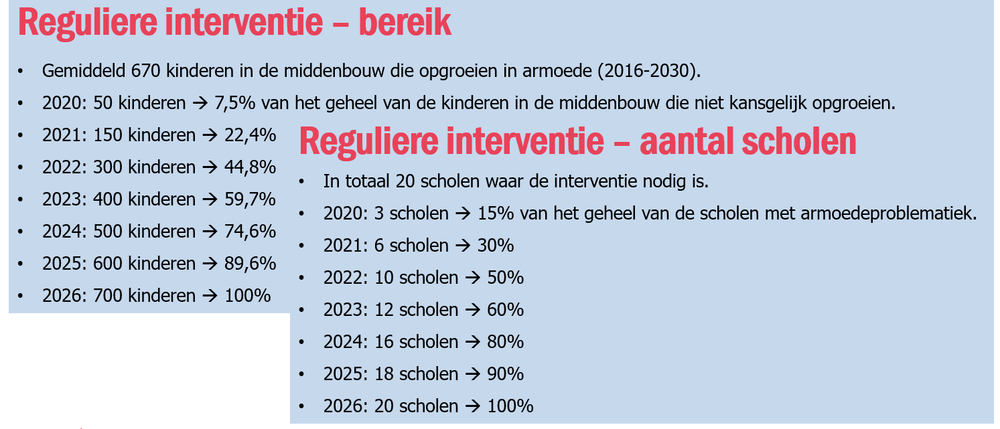 Reguliere interventie – bereik
• Gemiddeld 670 kinderen in de middenbouw die opgroeien in armoede (2016-2030).
• 2020: 50 kinderen → 7,5% van het geheel van de kinderen in de middenbouw die niet kansgelijk opgroeien.
• 2021: 150 kinderen → 22,4%
• 2022: 300 kinderen → 44,8%
• 2023: 400 kinderen → 59,7%
• 2024: 500 kinderen → 74,6%
• 2025: 600 kinderen → 89,6%
• 2026: 700 kinderen → 100%
Reguliere interventie – aantal scholen
• In totaal 20 scholen waar de interventie nodig is.
• 2020: 3 scholen → 15% van het geheel van de scholen met armoedeproblematiek.
• 2021: 6 scholen → 30%
• 2022: 10 scholen → 50%
• 2023: 12 scholen → 60%
• 2024: 16 scholen → 80%
• 2025: 18 scholen → 90%
• 2026: 20 scholen → 100%